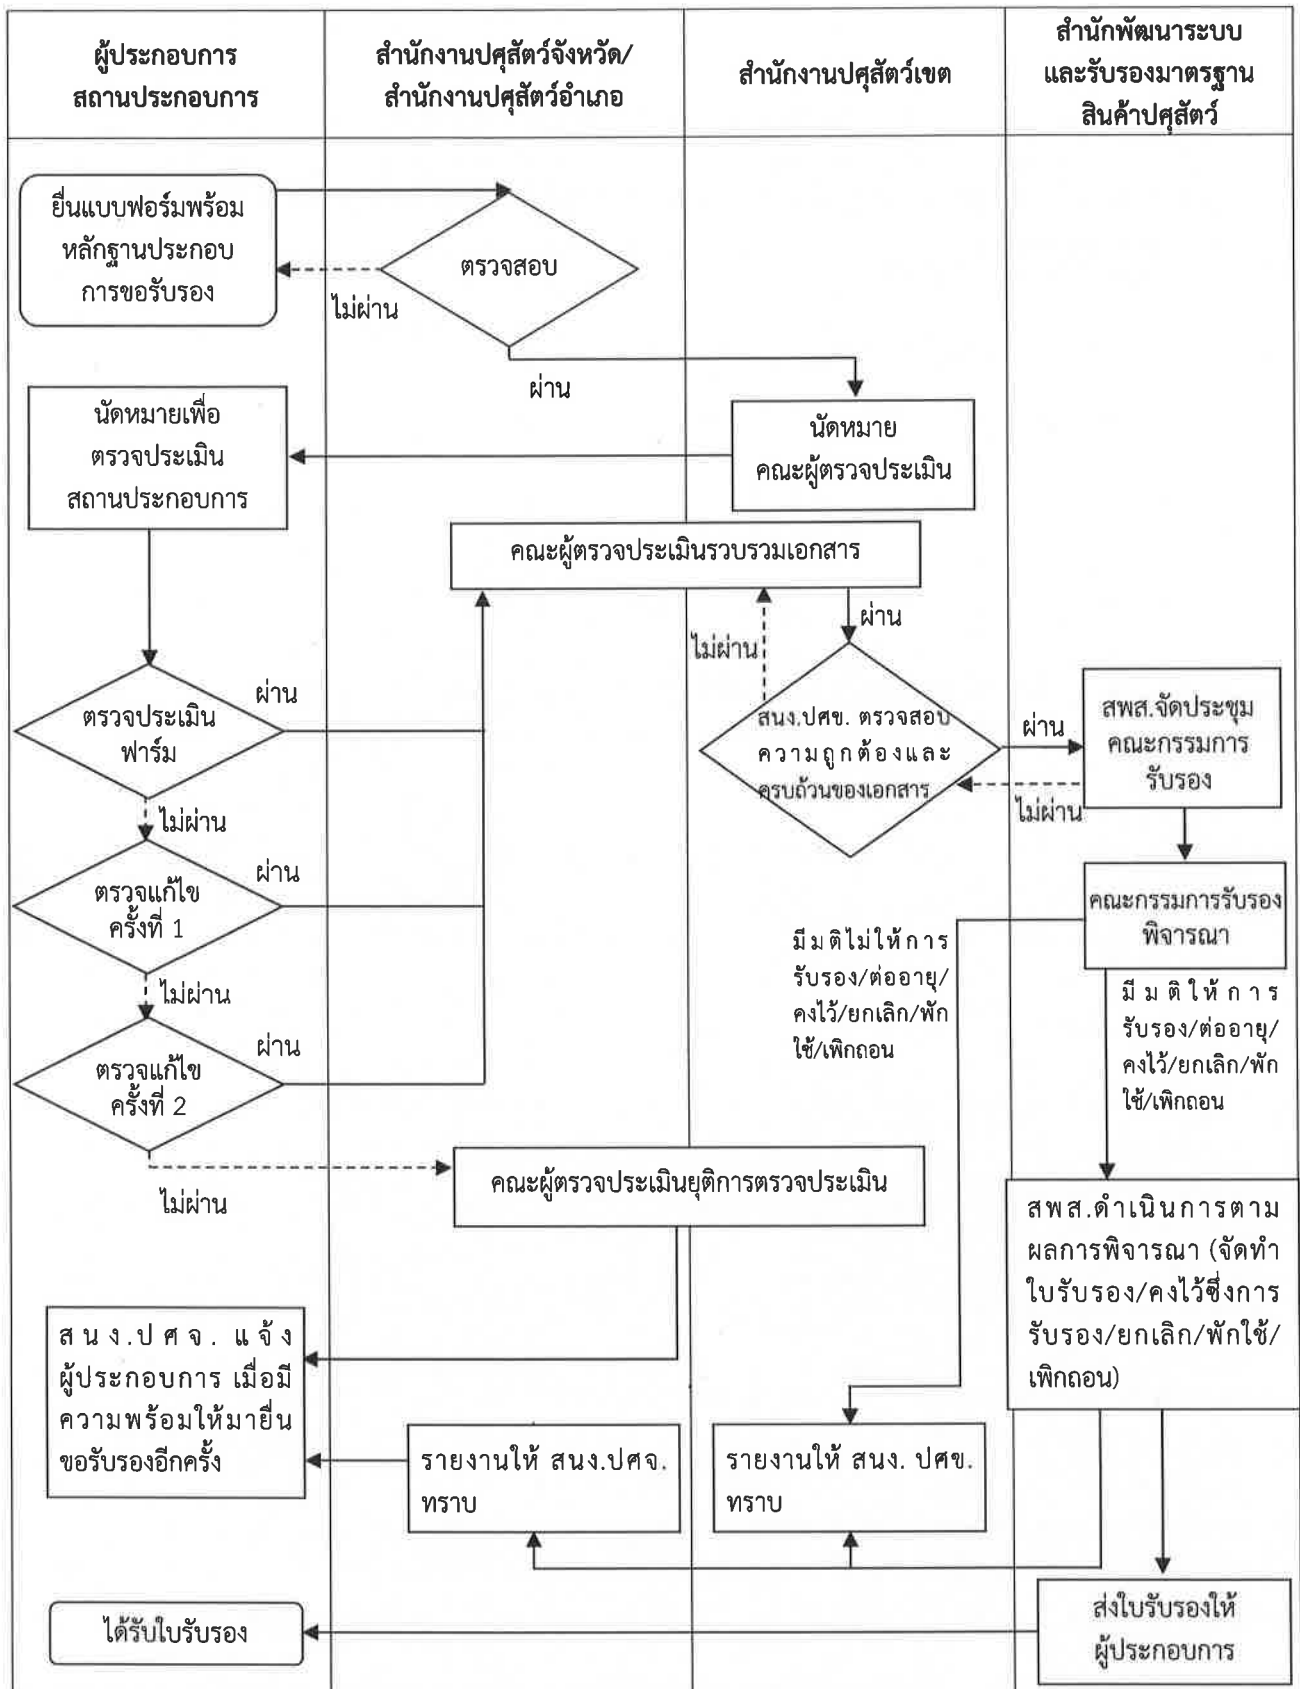 ผู้ประกอบการ
สถานประกอบการ
สำนักงานปศุสัตว์จังหวัด/
สำนักงานปศุสัตว์อำเภอ
สำนักงานปศุสัตว์เขต
สำนักพัฒนาระบบ
และรับรองมาตรฐาน
สินค้าปศุสัตว์
ยื่นแบบฟอร์มพร้อม
หลักฐานประกอบ
การขอรับรอง
ตรวจสอบ
ไม่ผ่าน
ผ่าน
นัดหมายเพื่อ
ตรวจประเมิน
สถานประกอบการ
นัดหมาย
คณะผู้ตรวจประเมิน
คณะผู้ตรวจประเมินรวบรวมเอกสาร
ไม่ผ่าน
ผ่าน
ตรวจประเมิน
ฟาร์ม
ผ่าน
สนง.ปศข. ตรวจสอบ
ความถูกต้องและ
ครบถ้วนของเอกสาร
ผ่าน
ไม่ผ่าน
สพส.จัดประชุม
คณะกรรมการ
รับรอง
ไม่ผ่าน
ตรวจแก้ไข
ครั้งที่ 1
ผ่าน
คณะกรรมการรับรอง
พิจารณา
มีมติไม่ให้การ
รับรอง/ต่ออายุ/
คงไว้/ยกเลิก/พัก
ใช้/เพิกถอน
มีมติให้การ
รับรอง/ต่ออายุ/
คงไว้/ยกเลิก/พัก
ใช้/เพิกถอน
ไม่ผ่าน
ตรวจแก้ไข
ครั้งที่ 2
ผ่าน
ไม่ผ่าน
คณะผู้ตรวจประเมินยุติการตรวจประเมิน
สพส.ดำเนินการตาม
ผลการพิจารณา (จัดทำ
ใบรับรอง/คงไว้ซึ่งการ
รับรอง/ยกเลิก/พักใช้/
เพิกถอน)
สนง.ปศจ. แจ้ง
ผู้ประกอบการ เมื่อมี
ความพร้อมให้มายื่น
ขอรับรองอีกครั้ง
รายงานให้ สนง.ปศจ.
ทราบ
รายงานให้ สนง. ปศข.
ทราบ
ได้รับใบรับรอง
ส่งใบรับรองให้
ผู้ประกอบการ